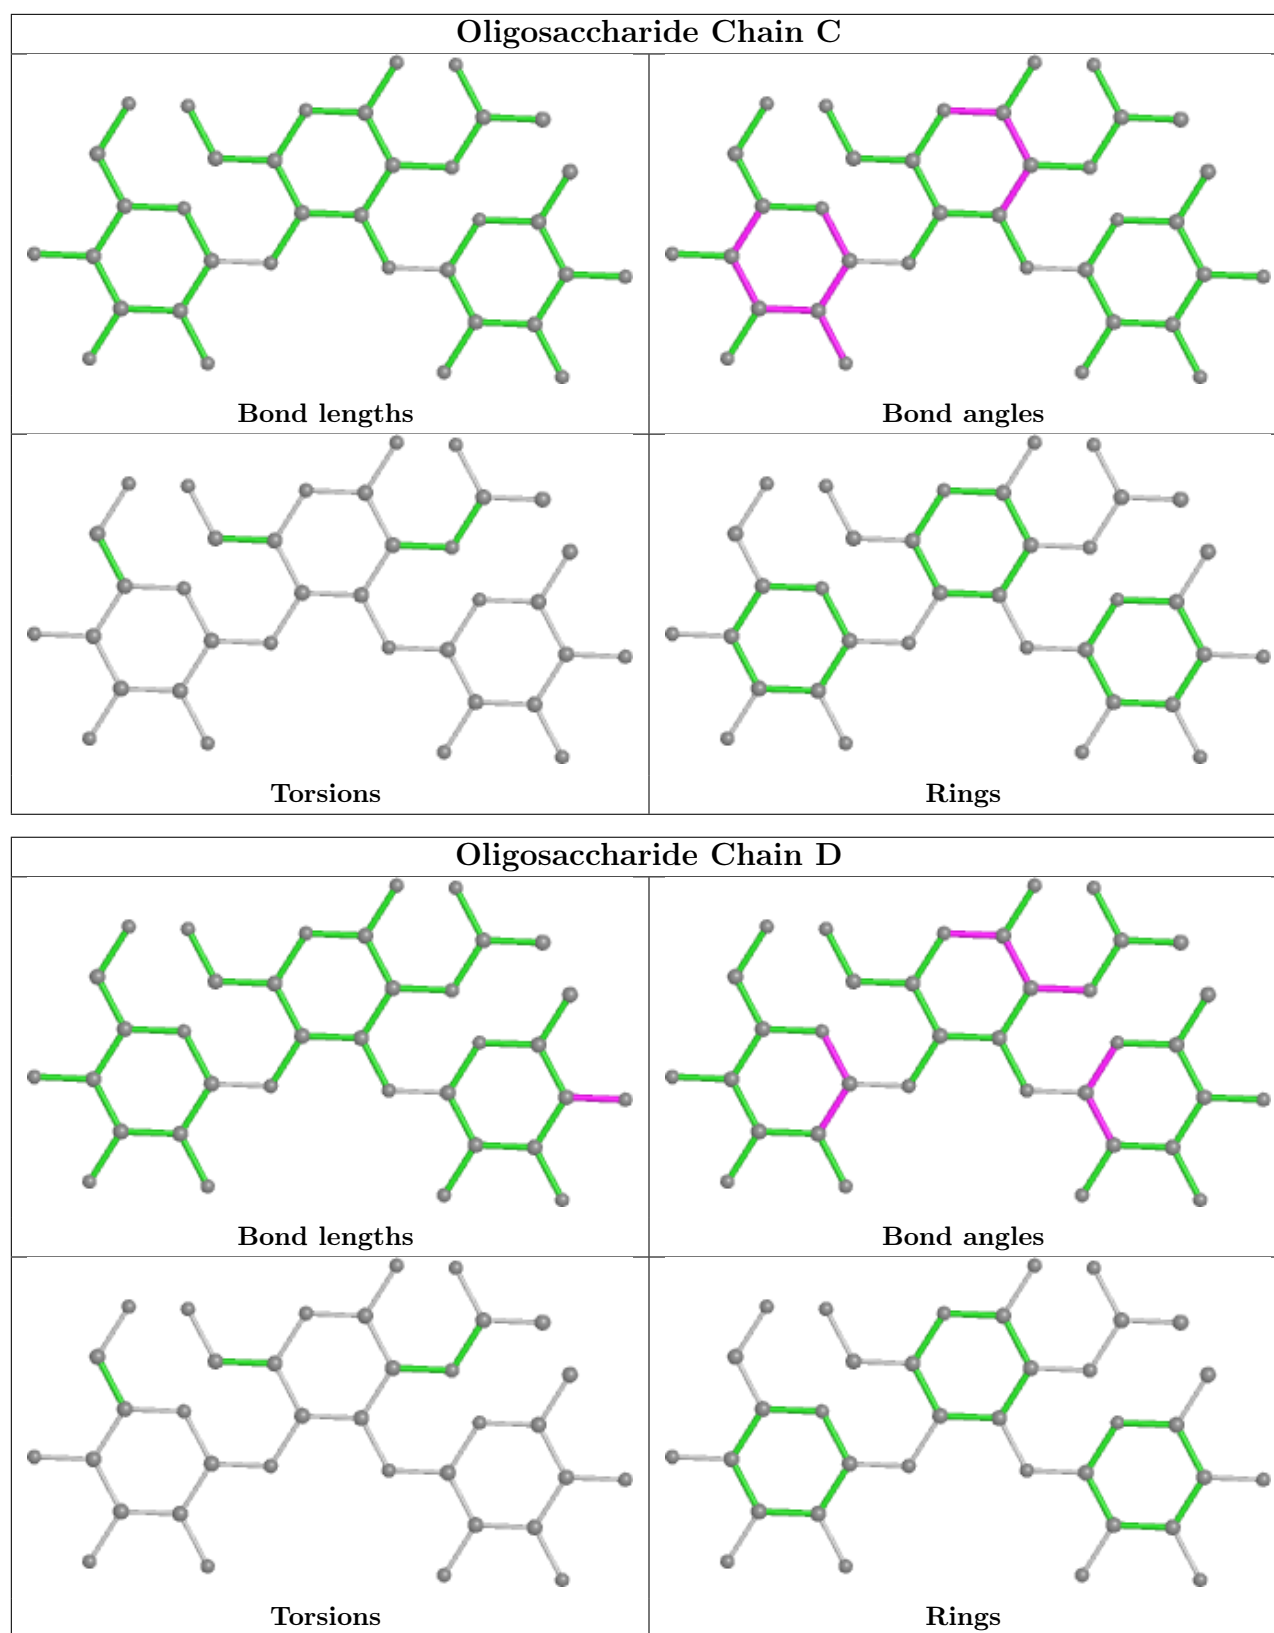 Oligosaccharide Chain C
Bond lengths
Bond angles
Torsions
Rings
Oligosaccharide Chain D
Bond lengths
Bond angles
Torsions
Rings